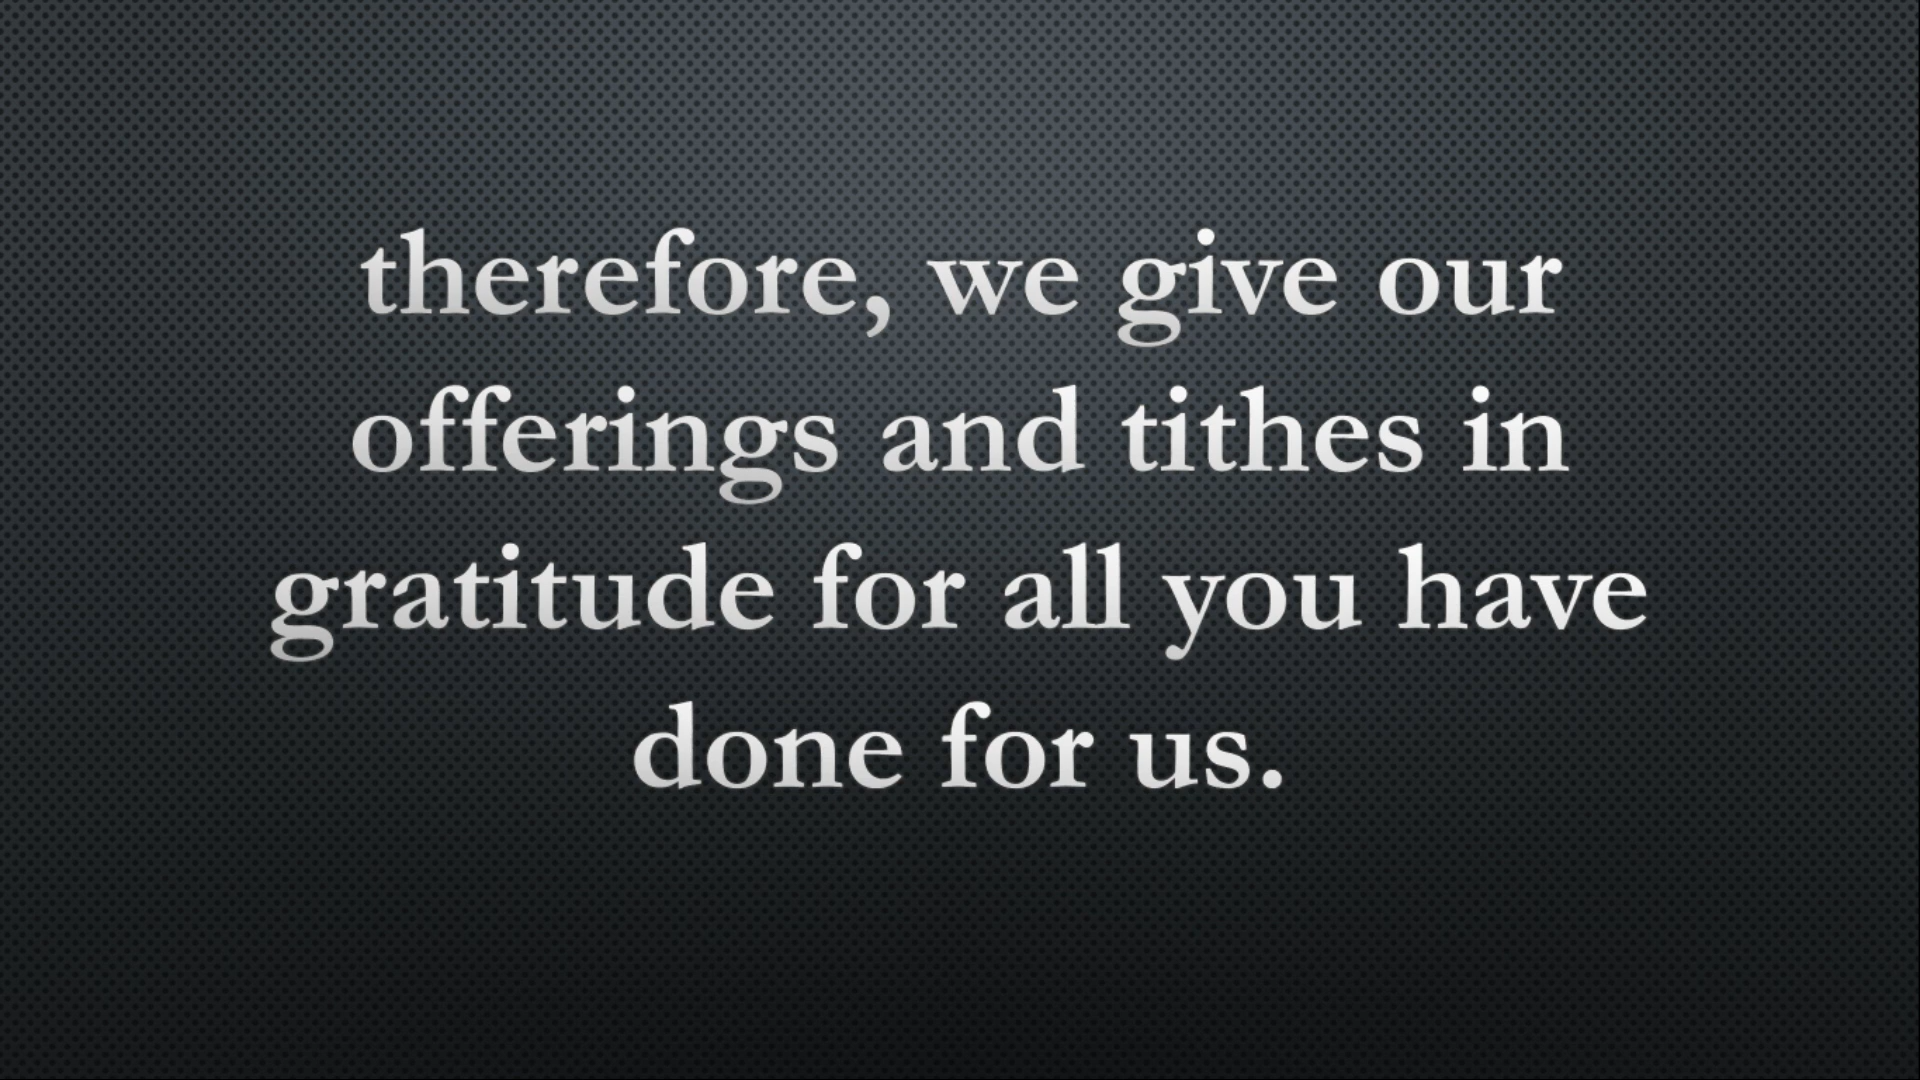 therefore, we give our
offerings and tithes in
gratitude for all you have
done for us.